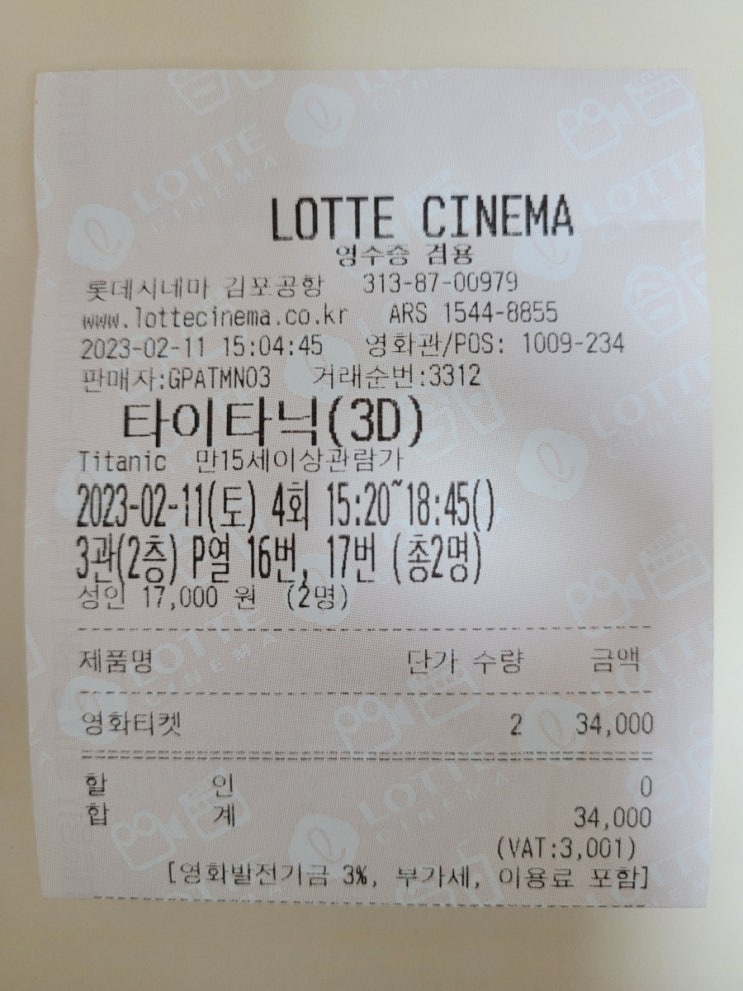 LOTTE CINEMA
영수증 겸용
롯데시네마 김포공항 313-87-00979
www.lottecinema.co.kr ARS 1544-8855
2023-02-11 15:04:45 영화관/POS: 1009-234
판매자:GPATMN03 거래순번:3312
타이타닉(3D)
Titanic 만15세이상관람가
2023-02-11(토) 4회 15:20~18:45()
3관(2층) P열 16번, 17번 (총2명)
성인 17,000 원 (2명)
제품명 단가 수량 금액
영화티켓 2 34,000
할 인 0
합 계 34,000
(VAT:3,001)
[영화발전기금 3%, 부가세, 이용료 포함]